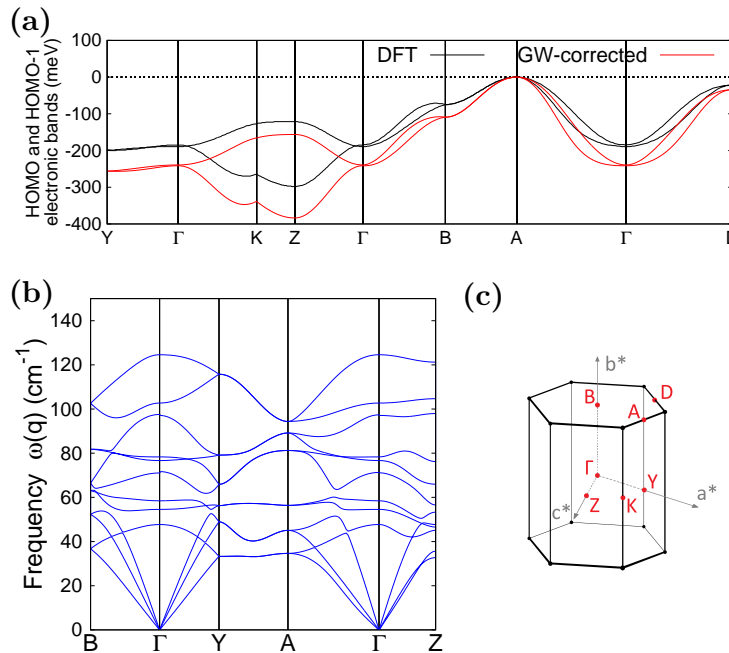 (a)
HOMO and HOMO-1
electronic bands (meV)
100
0
-100
-200
-300
-400
DFT
GW-corrected
Y Γ K Z Γ B A Γ
(b)
Frequency ω(q) (cm⁻¹)
140
120
100
80
60
40
20
0
B Γ Y A Γ Z
(c)
b*
D
B
A
Γ
Y
a*
Z
K
c*